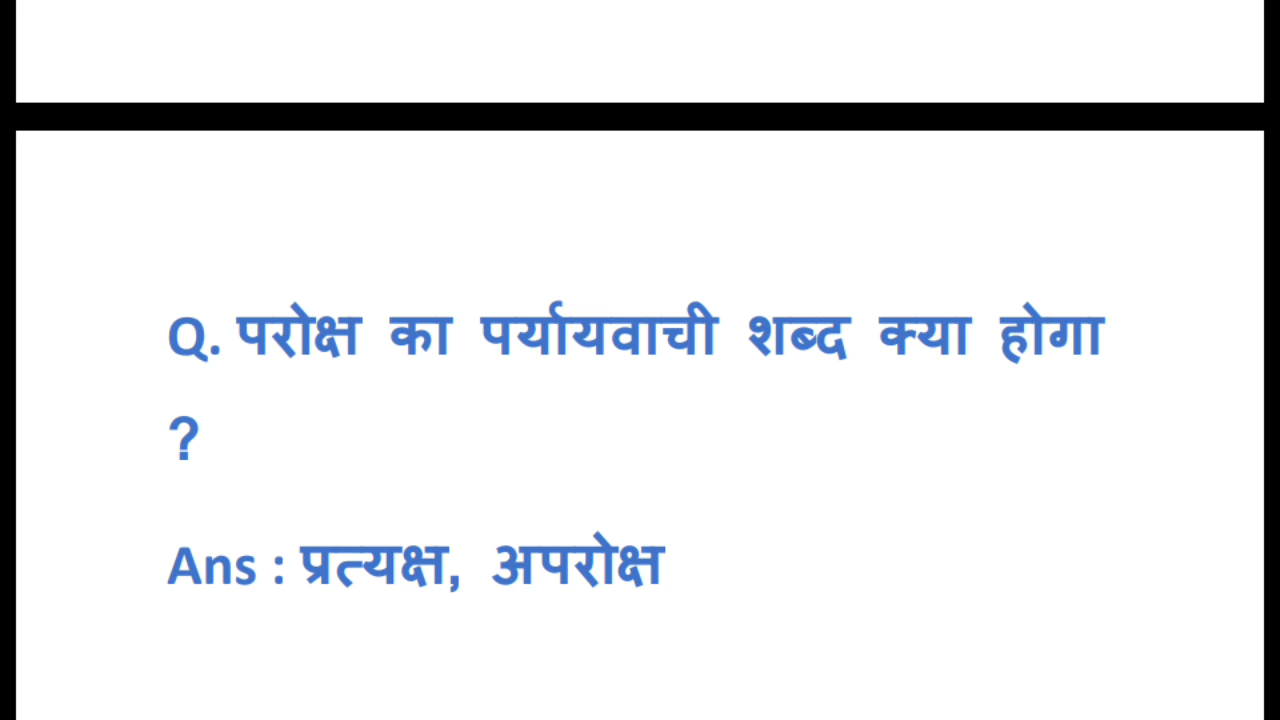 Q. परोक्ष का पर्यायवाची शब्द क्या होगा
?
Ans : प्रत्यक्ष, अपरोक्ष